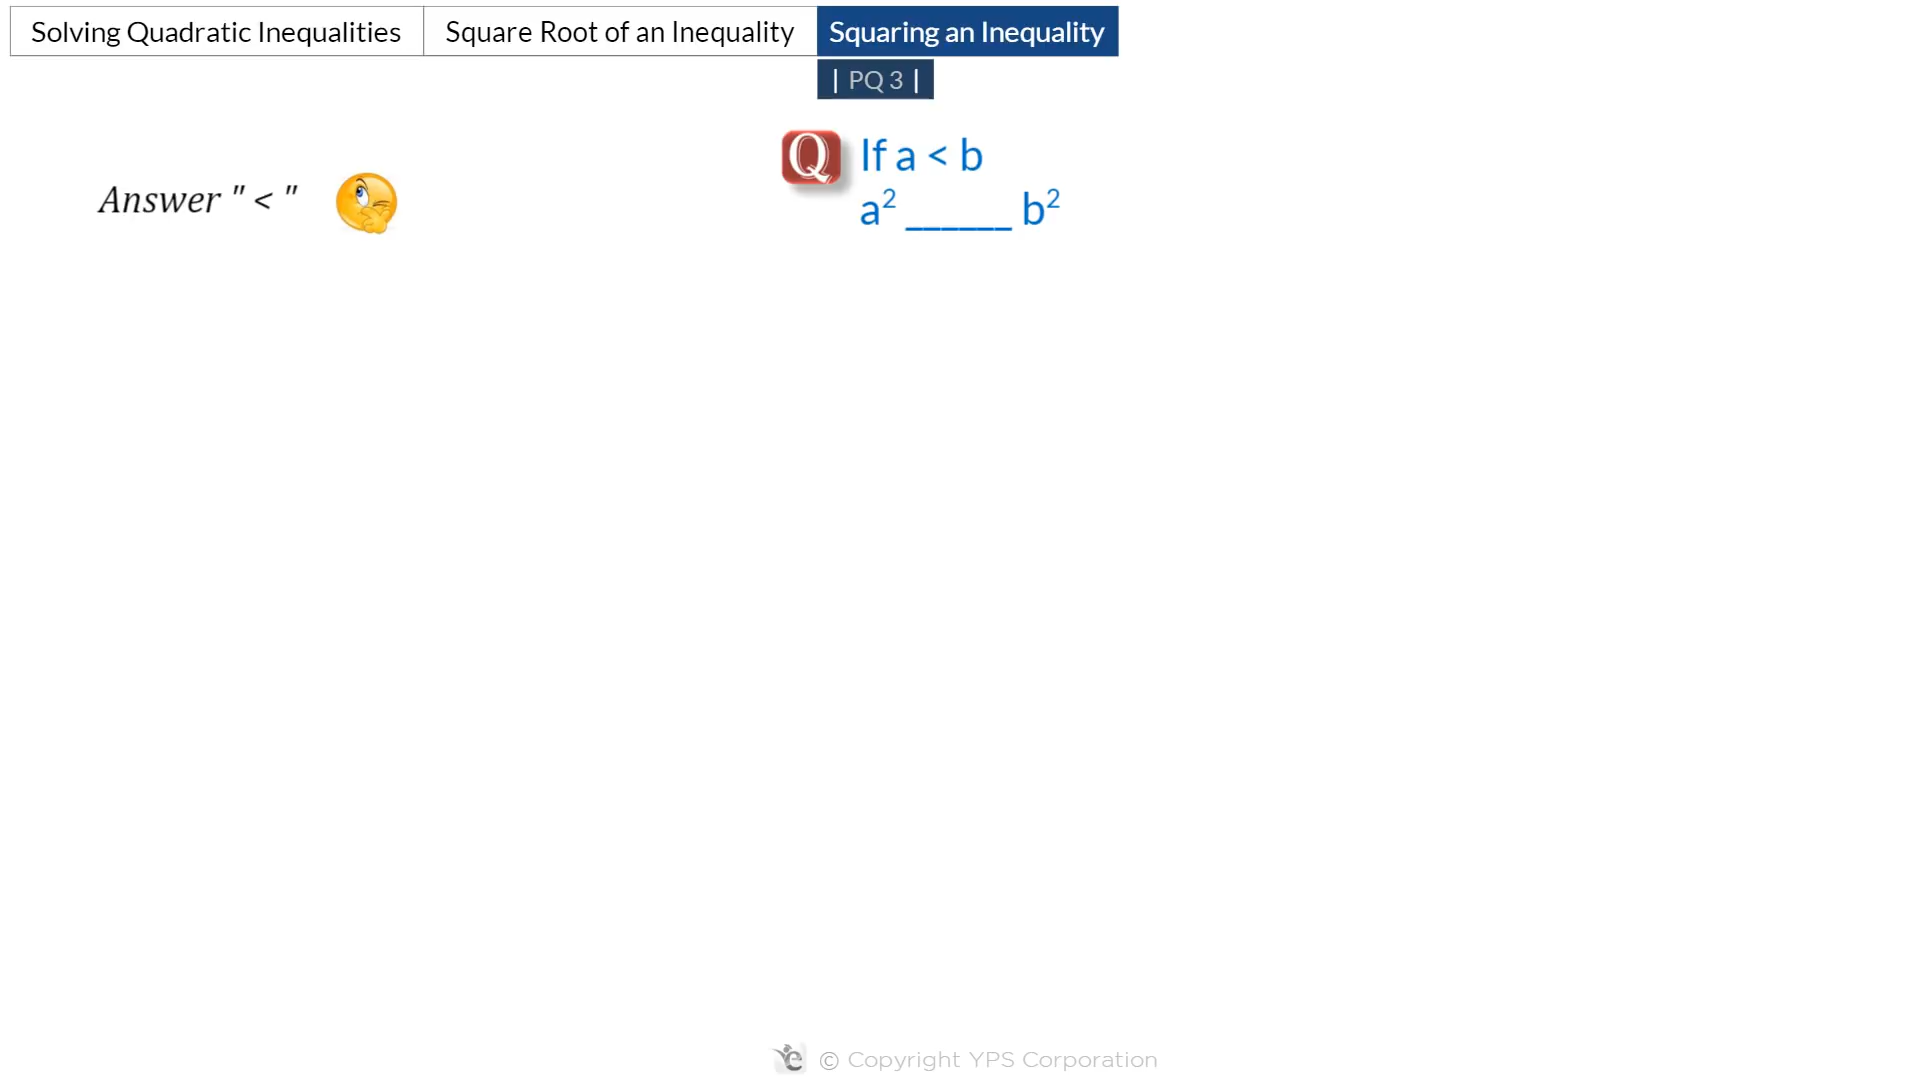 Solving Quadratic Inequalities
Square Root of an Inequality
Squaring an Inequality
| PQ 3 |
Q If a < b
a² ______ b²
Answer " < "
e © Copyright YPS Corporation